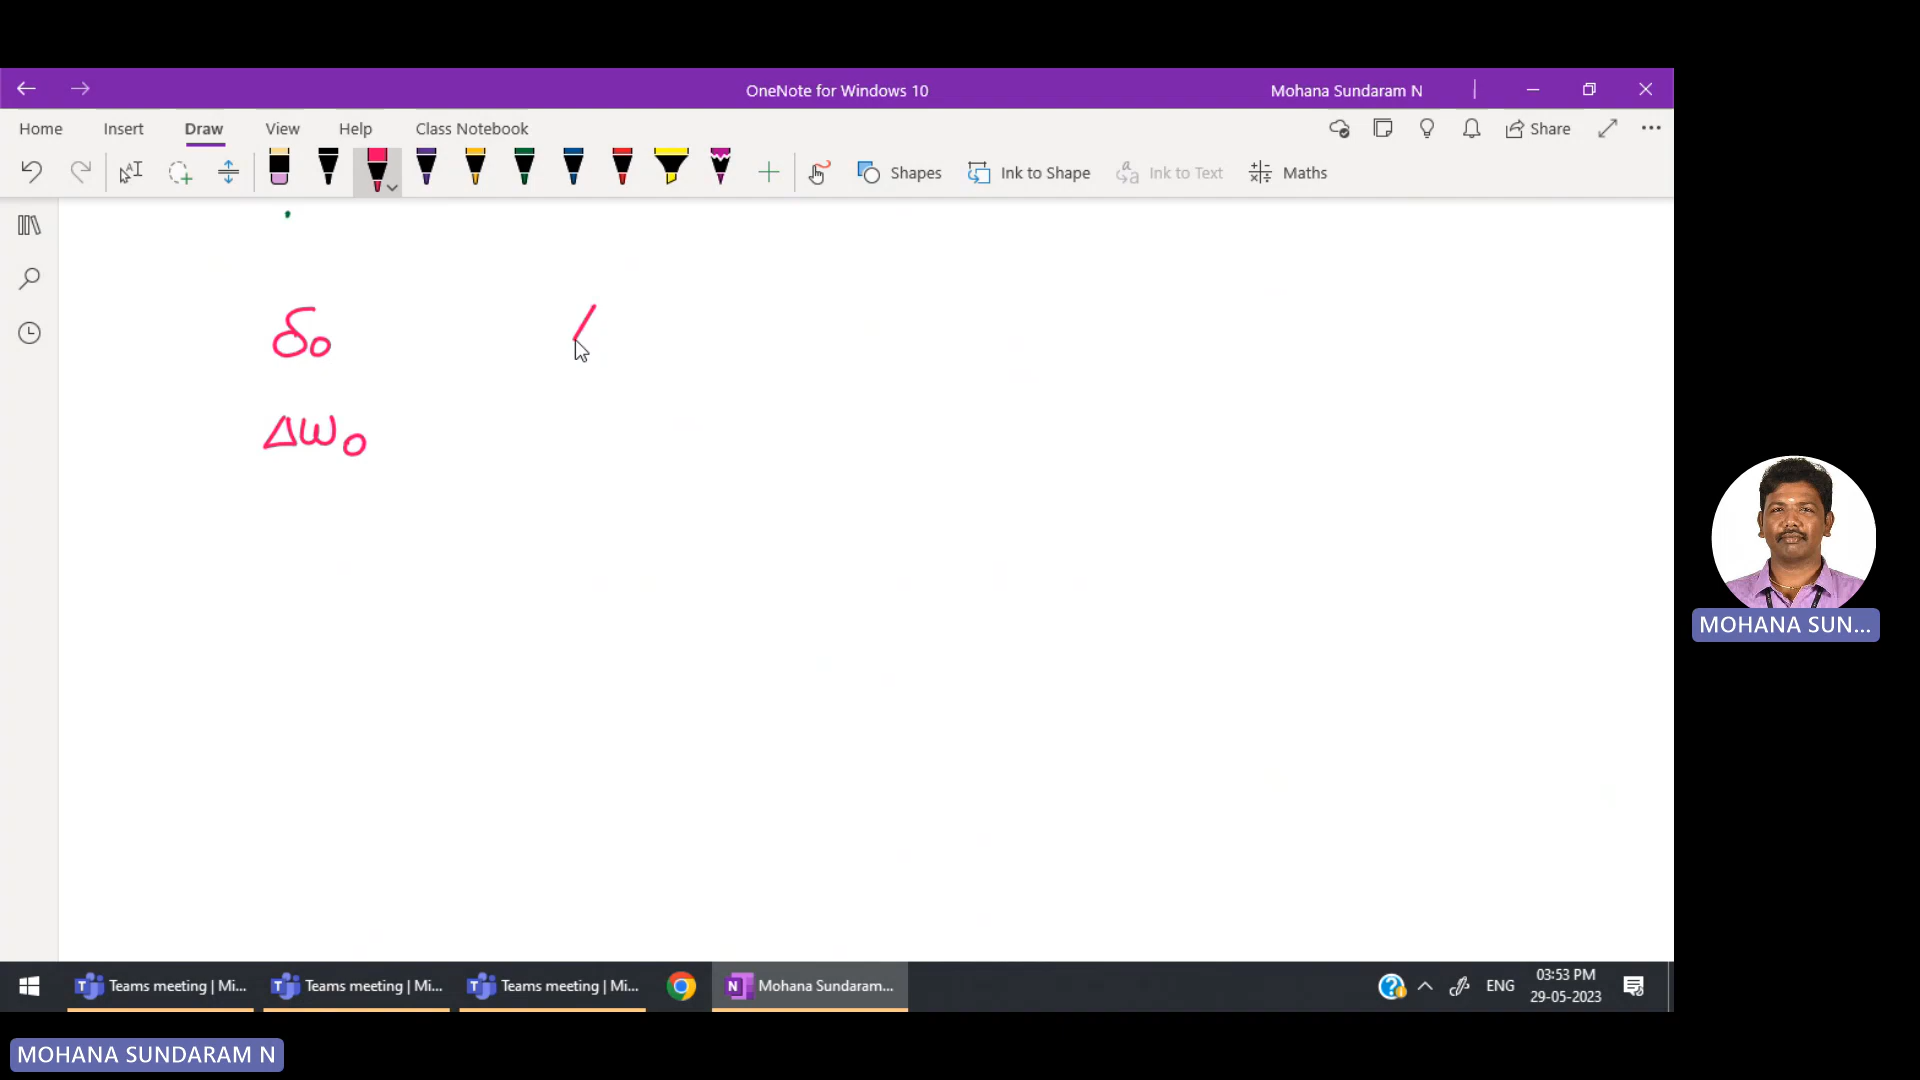 OneNote for Windows 10
Mohana Sundaram N
Home Insert Draw View Help Class Notebook
Share
Shapes Ink to Shape Ink to Text Maths
δ0
Δω0
MOHANA SUN...
Teams meeting | Mi... Teams meeting | Mi... Teams meeting | Mi... Mohana Sundaram...
ENG
03:53 PM
29-05-2023
MOHANA SUNDARAM N